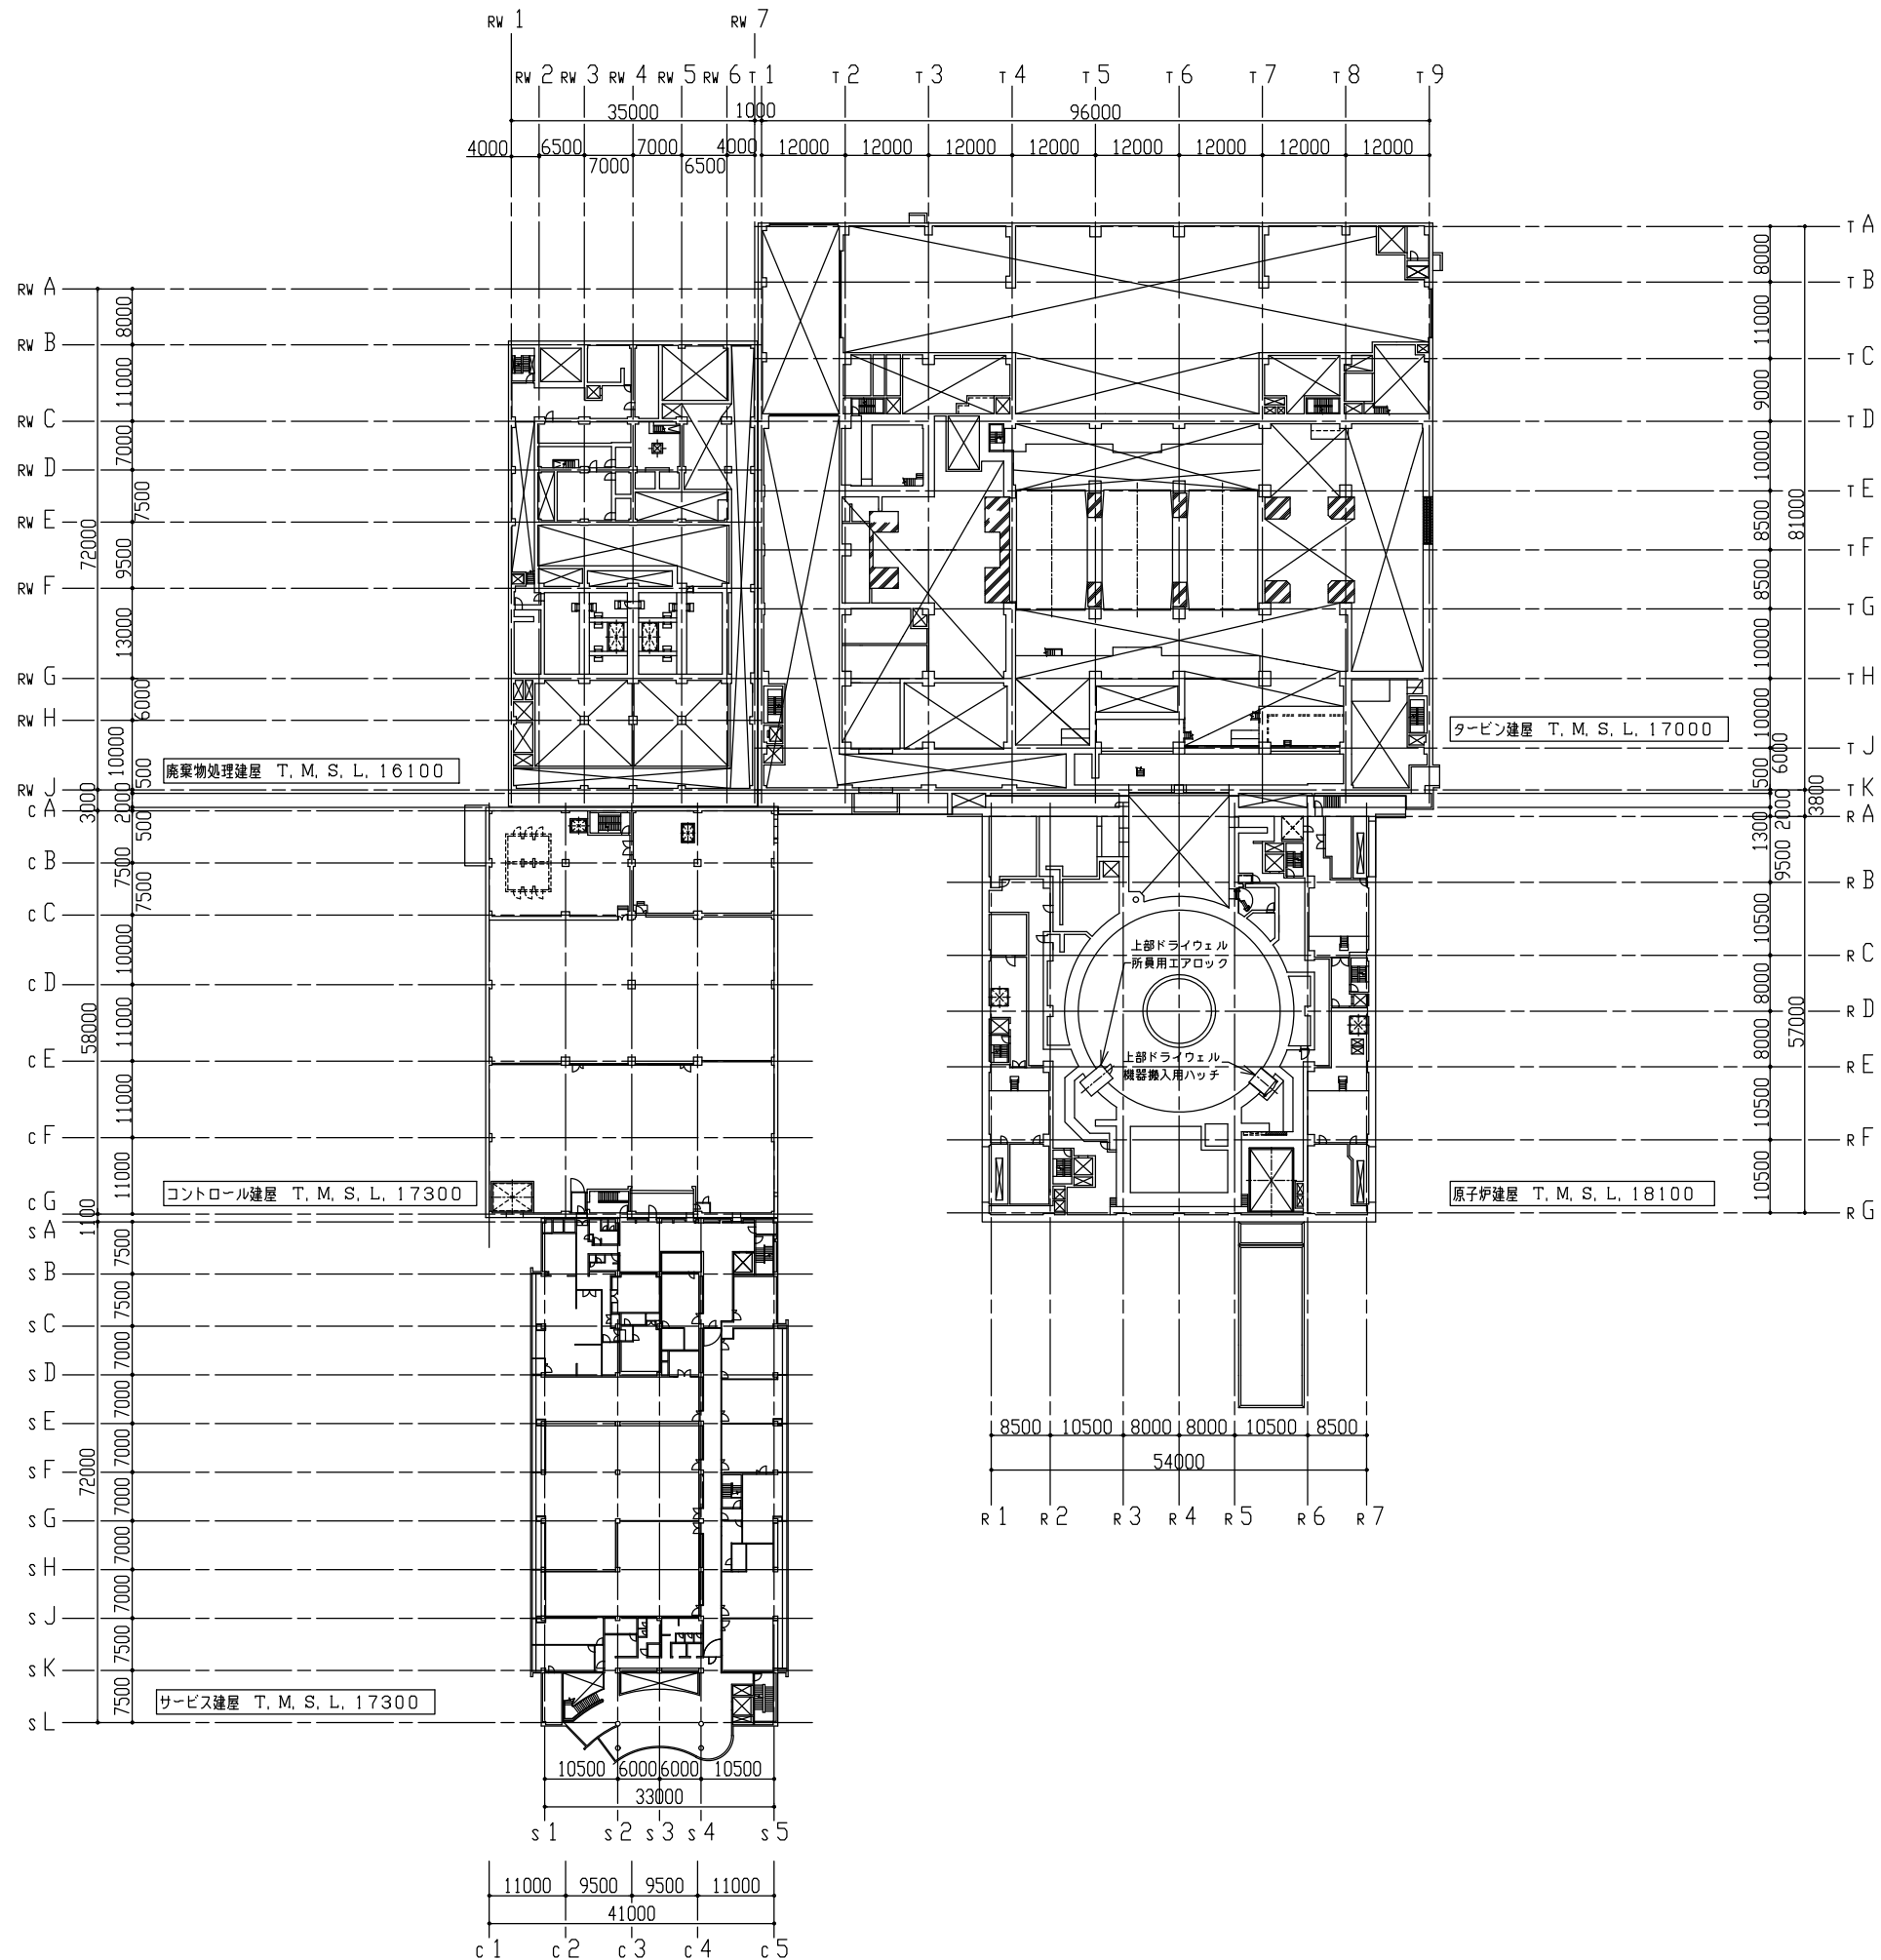 RW 1
RW 7
RW 2 RW 3 RW 4 RW 5 RW 6 T 1 T 2 T 3 T 4 T 5 T 6 T 7 T 8 T 9
35000 1000 96000
4000 6500 7000 4000 12000 12000 12000 12000 12000 12000 12000 12000
7000 6500
RW A
RW B
RW C
RW D
RW E
RW F
RW G
RW H
RW J
8000
11000
7000
7500
9500
13000
6000
10000
500
72000
廃棄物処理建屋 T, M, S, L, 16100
3000
2000
500
C A
C B
C C
C D
C E
C F
C G
7500
7500
10000
11000
11000
11000
58000
コントロール建屋 T, M, S, L, 17300
1100
S A
S B
S C
S D
S E
S F
S G
S H
S J
S K
S L
7500
7500
7000
7000
7000
7000
7000
7000
7500
7500
72000
サービス建屋 T, M, S, L, 17300
T A
T B
T C
T D
T E
T F
T G
T H
T J
T K
8000
11000
9000
10000
8500
8500
10000
10000
6000
500
81000
タービン建屋 T, M, S, L, 17000
3800
2000
1300
R A
R B
R C
R D
R E
R F
R G
9500
10500
8000
8000
10500
10500
57000
原子炉建屋 T, M, S, L, 18100
上部ドライウェル
所員用エアロック
上部ドライウェル
機器搬入用ハッチ
8500 10500 8000 8000 10500 8500
54000
R 1 R 2 R 3 R 4 R 5 R 6 R 7
10500 6000 6000 10500
33000
S 1 S 2 S 3 S 4 S 5
11000 9500 9500 11000
41000
C 1 C 2 C 3 C 4 C 5